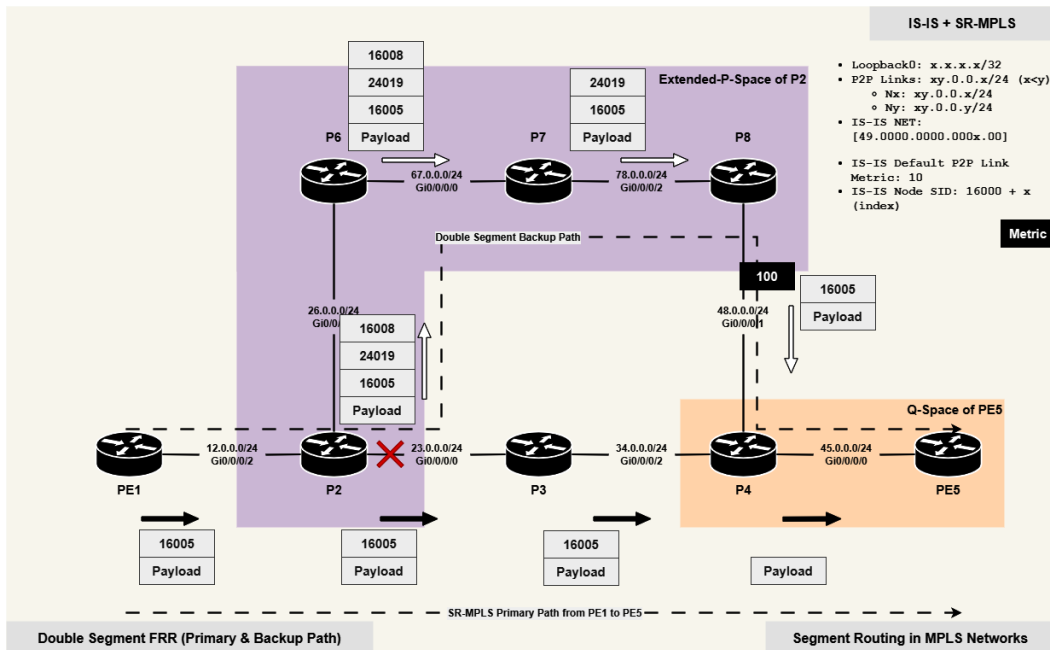 IS-IS + SR-MPLS
Loopback0: x.x.x.x/32
P2P Links: xy.0.0.x/24 (x<y)
Nx: xy.0.0.x/24
Ny: xy.0.0.y/24
IS-IS NET:
[49.0000.0000.000x.00]
IS-IS Default P2P Link
Metric: 10
IS-IS Node SID: 16000 + x
(index)
Metric
Extended-P-Space of P2
16008
24019
16005
Payload
24019
16005
Payload
P6
P7
P8
67.0.0.0/24
Gi0/0/0/0
78.0.0.0/24
Gi0/0/0/2
Double Segment Backup Path
100
16005
Payload
26.0.0.0/24
Gi0/0/
48.0.0.0/24
Gi0/0/0/1
16008
24019
16005
Payload
Q-Space of PE5
12.0.0.0/24
Gi0/0/0/2
23.0.0.0/24
Gi0/0/0/0
34.0.0.0/24
Gi0/0/0/2
45.0.0.0/24
Gi0/0/0/0
PE1
P2
P3
P4
PE5
16005
Payload
16005
Payload
16005
Payload
Payload
SR-MPLS Primary Path from PE1 to PE5
Double Segment FRR (Primary & Backup Path)
Segment Routing in MPLS Networks